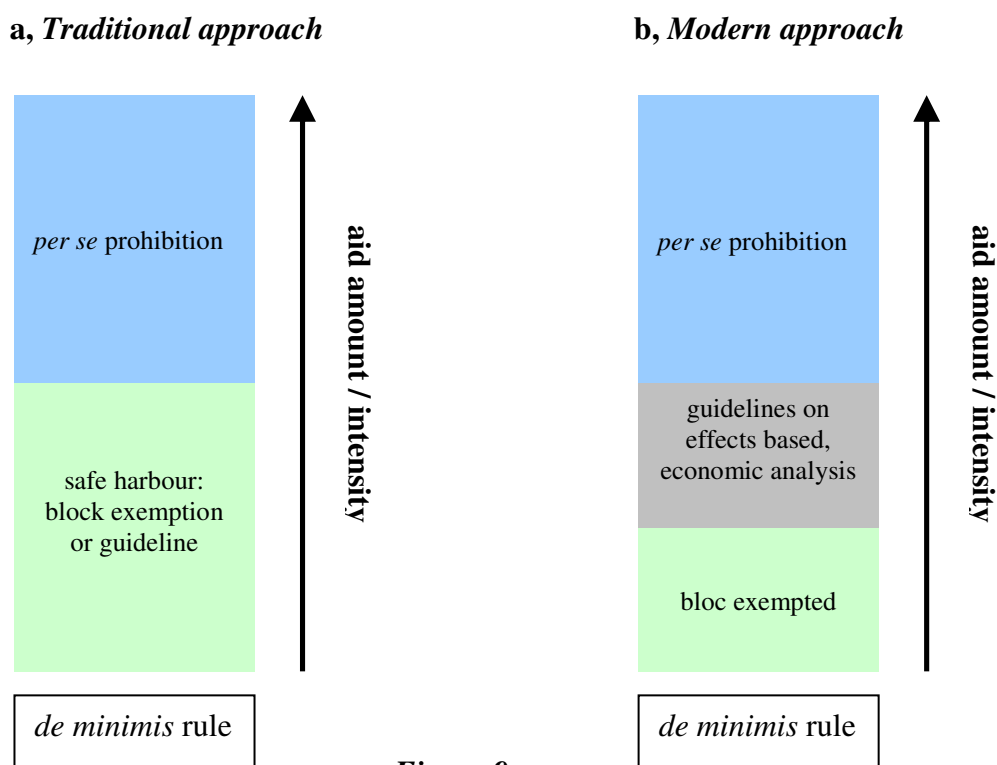 a, Traditional approach
b, Modern approach
per se prohibition
safe harbour:
block exemption
or guideline
aid amount / intensity
de minimis rule
per se prohibition
guidelines on
effects based,
economic analysis
bloc exempted
aid amount / intensity
de minimis rule